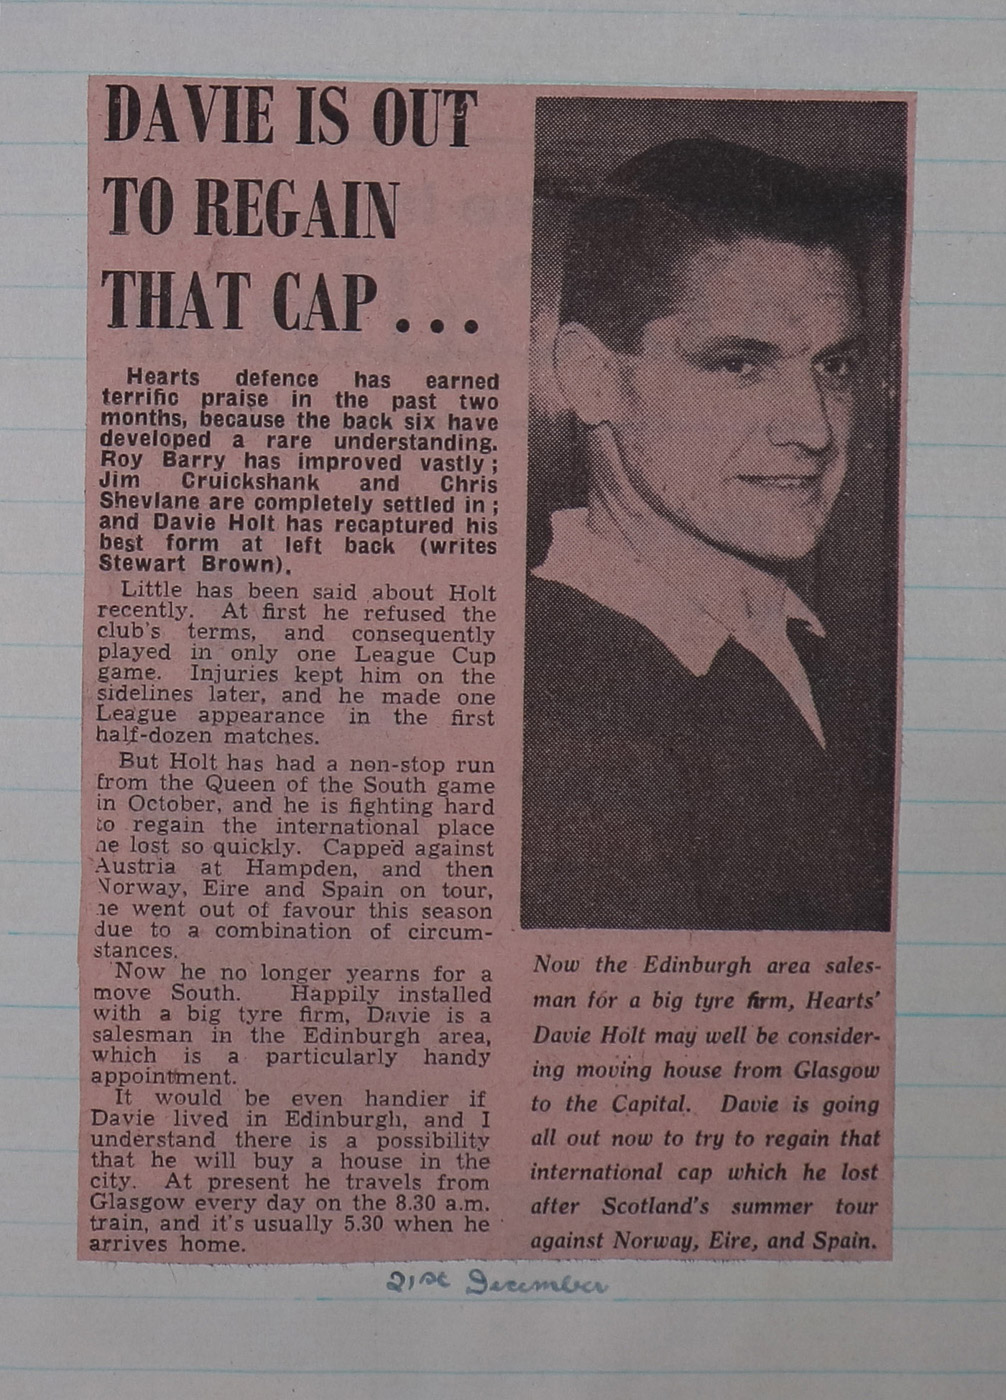 DAVIE IS OUT
TO REGAIN
THAT CAP . . .
Hearts defence has earned
terrific praise in the past two
months, because the back six have
developed a rare understanding.
Roy Barry has improved vastly;
Jim Cruickshank and Chris
Shevlane are completely settled in;
and Davie Holt has recaptured his
best form at left back (writes
Stewart Brown).
Little has been said about Holt
recently. At first he refused the
club's terms, and consequently
played in only one League Cup
game. Injuries kept him on the
sidelines later, and he made one
League appearance in the first
half-dozen matches.
But Holt has had a non-stop run
from the Queen of the South game
in October, and he is fighting hard
to regain the international place
he lost so quickly. Capped against
Austria at Hampden, and then
Norway, Eire and Spain on tour,
he went out of favour this season
due to a combination of circum-
stances.
Now he no longer yearns for a
move South. Happily installed
with a big tyre firm, Davie is a
salesman in the Edinburgh area,
which is a particularly handy
appointment.
It would be even handier if
Davie lived in Edinburgh, and I
understand there is a possibility
that he will buy a house in the
city. At present he travels from
Glasgow every day on the 8.30 a.m.
train, and it's usually 5.30 when he
arrives home.
Now the Edinburgh area sales-
man for a big tyre firm, Hearts'
Davie Holt may well be consider-
ing moving house from Glasgow
to the Capital. Davie is going
all out now to try to regain that
international cap which he lost
after Scotland's summer tour
against Norway, Eire, and Spain.
21st December